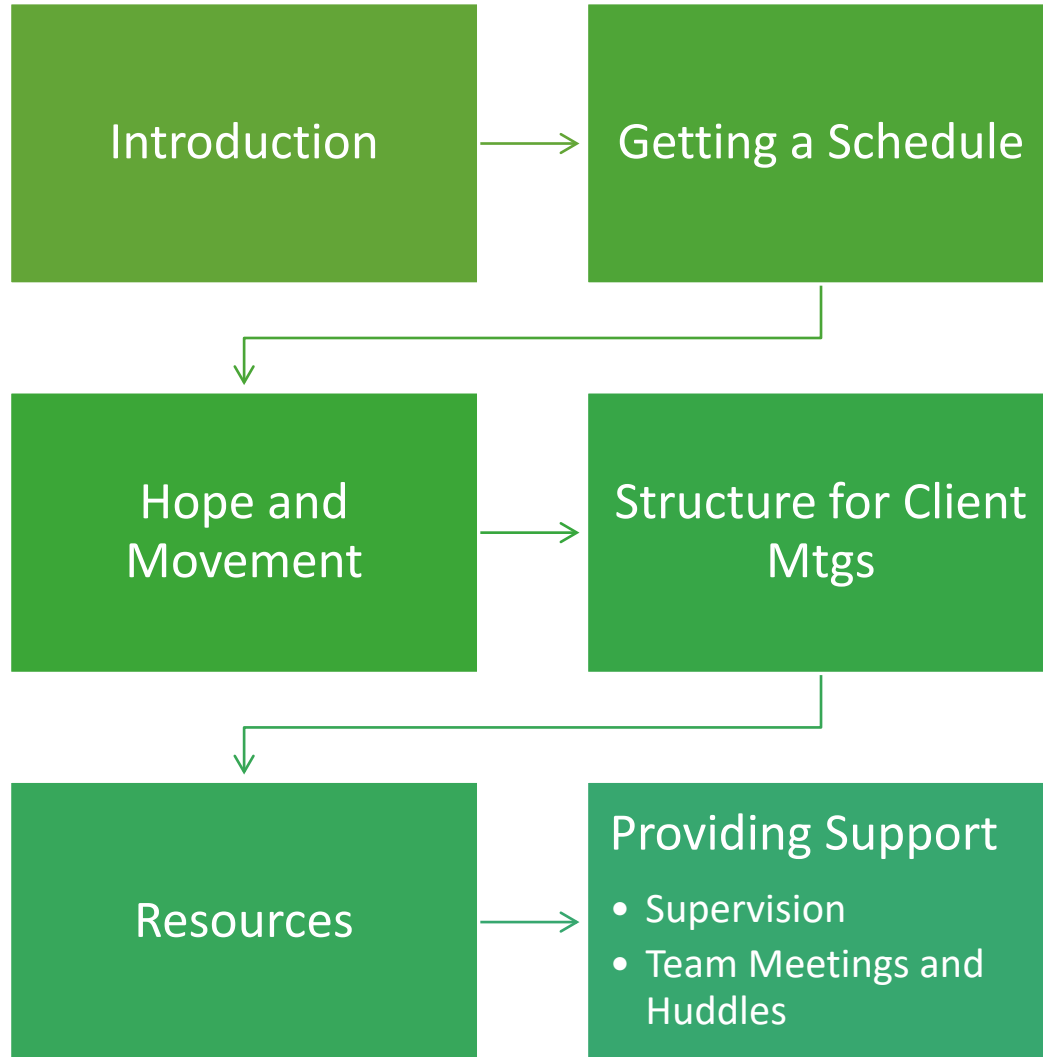 Introduction
Getting a Schedule
Hope and
Movement
Structure for Client
Mtgs
Resources
Providing Support
• Supervision
• Team Meetings and
Huddles